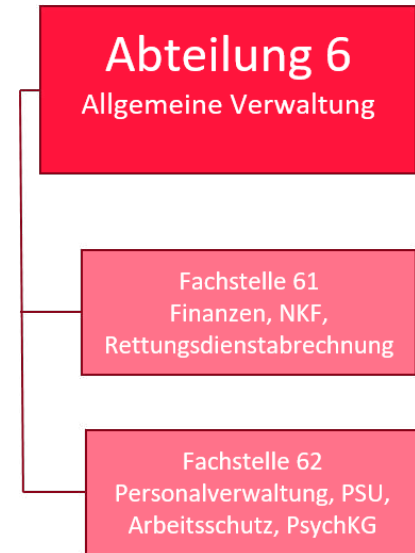 Abteilung 6
Allgemeine Verwaltung
Fachstelle 61
Finanzen, NKF,
Rettungsdienstabrechnung
Fachstelle 62
Personalverwaltung, PSU,
Arbeitsschutz, PsychKG